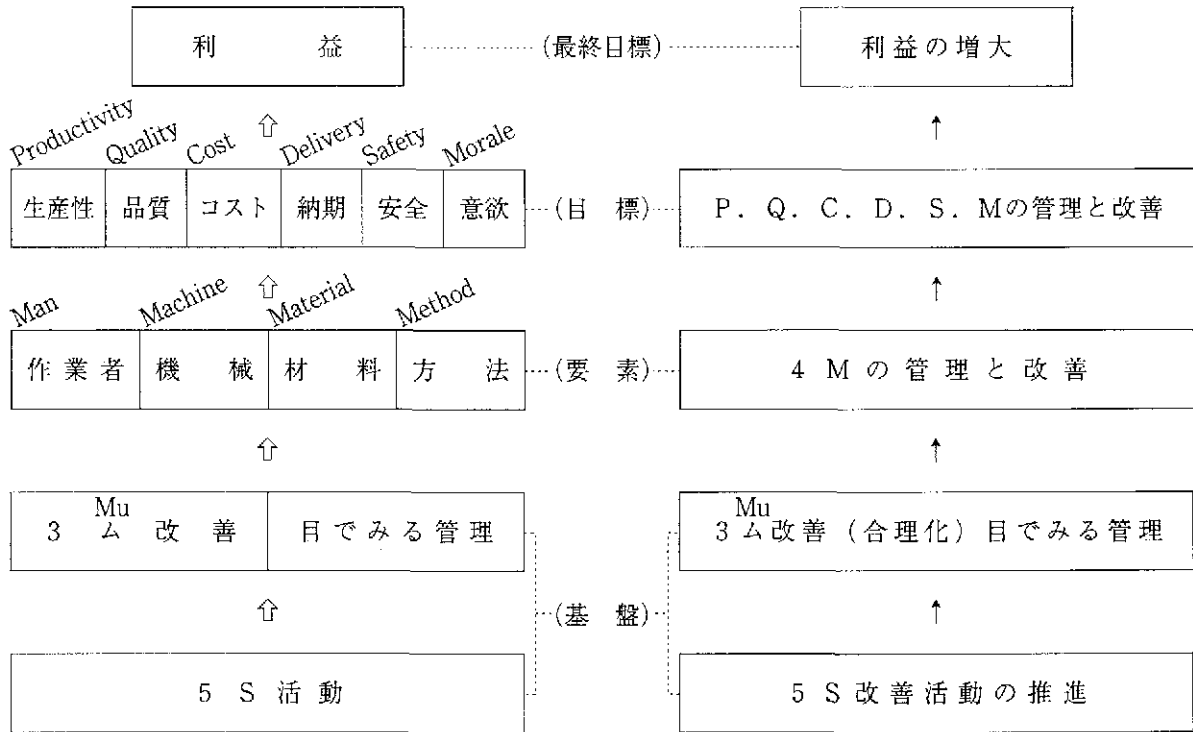 利益 (最終目標) 利益の増大
Productivity Quality Cost Delivery Safety Morale
生産性 品質 コスト 納期 安全 意欲 (目標) P. Q. C. D. S. Mの管理と改善
Man Machine Material Method
作業者 機械 材料 方法 (要素) 4Mの管理と改善
Mu Mu
3ム改善 目でみる管理 3ム改善(合理化)目でみる管理
(基盤)
5S活動 5S改善活動の推進